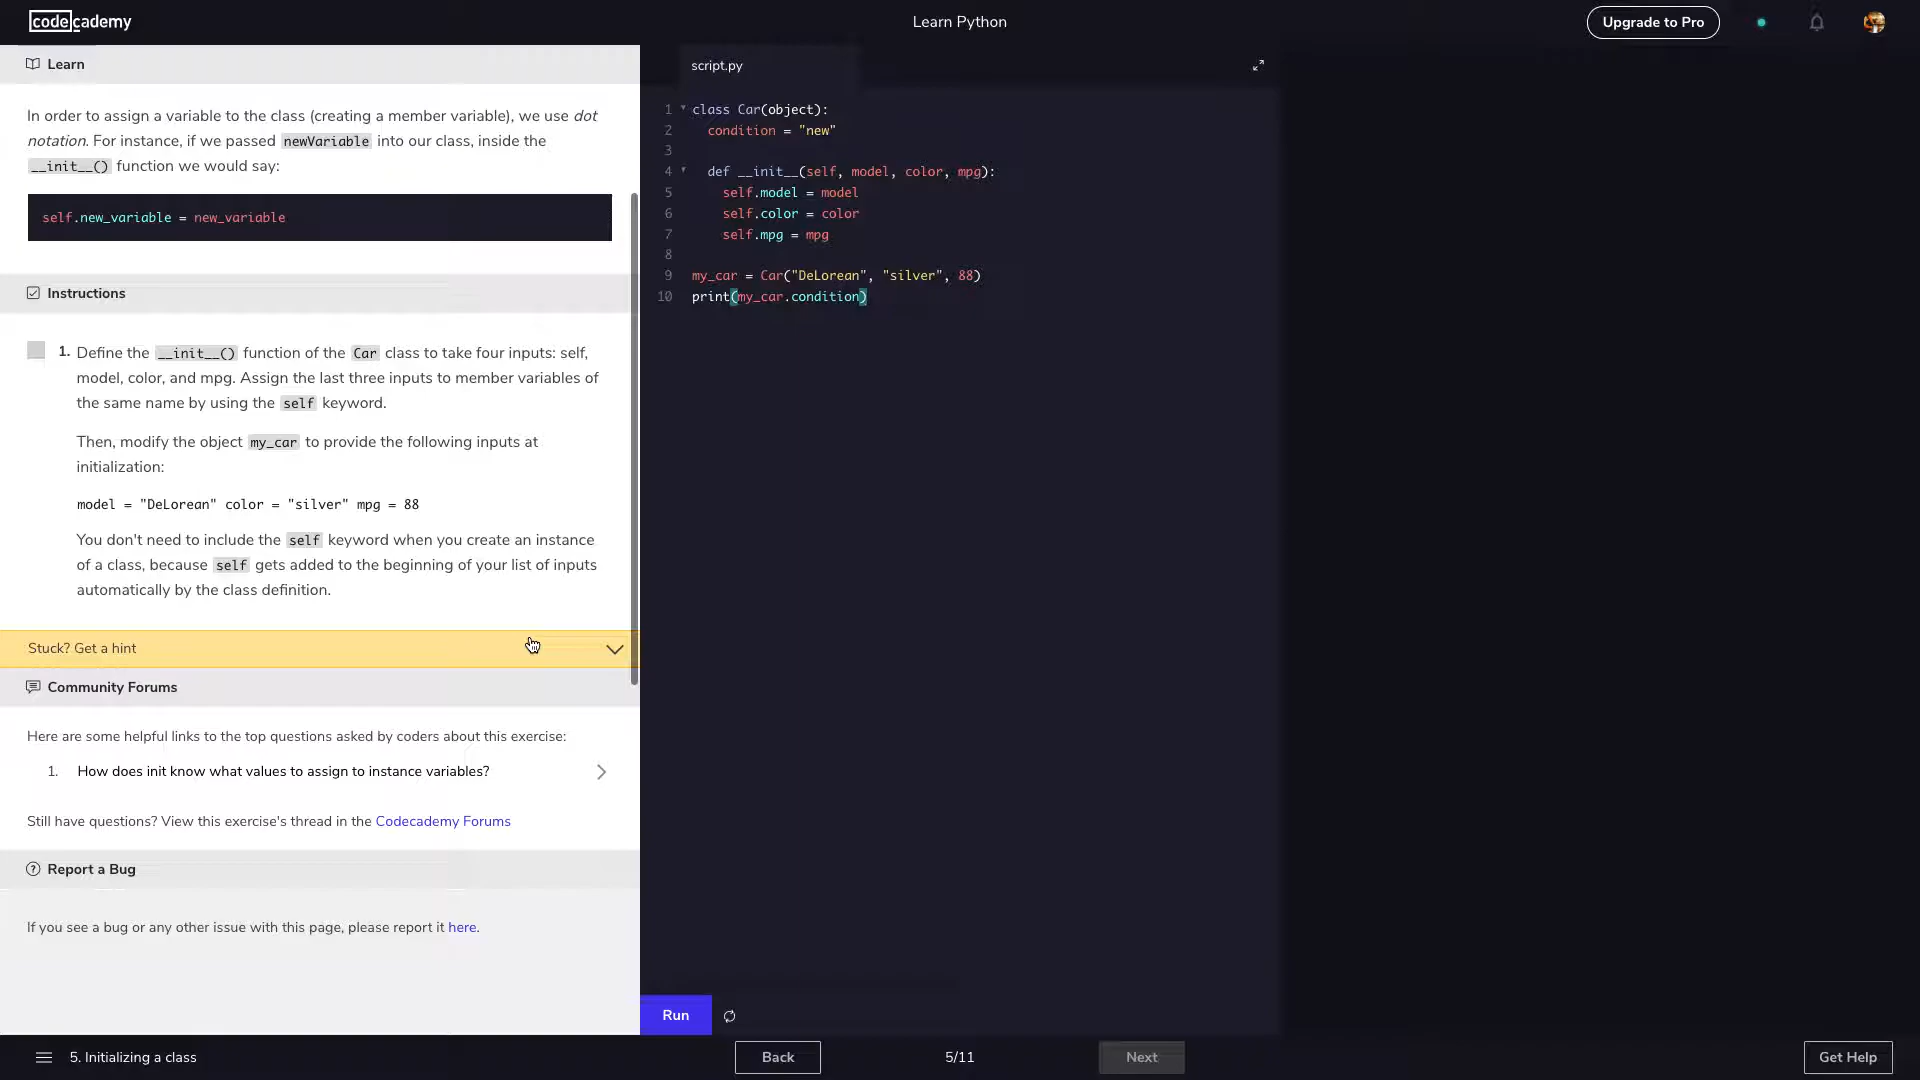 codecademy
Learn Python
Upgrade to Pro
Learn
In order to assign a variable to the class (creating a member variable), we use dot
notation. For instance, if we passed newVariable into our class, inside the
__init__() function we would say:
self.new_variable = new_variable
Instructions
1. Define the __init__() function of the Car class to take four inputs: self,
model, color, and mpg. Assign the last three inputs to member variables of
the same name by using the self keyword.
Then, modify the object my_car to provide the following inputs at
initialization:
model = "DeLorean" color = "silver" mpg = 88
You don't need to include the self keyword when you create an instance
of a class, because self gets added to the beginning of your list of inputs
automatically by the class definition.
Stuck? Get a hint
Community Forums
Here are some helpful links to the top questions asked by coders about this exercise:
1. How does init know what values to assign to instance variables?
Still have questions? View this exercise's thread in the Codecademy Forums
Report a Bug
If you see a bug or any other issue with this page, please report it here.
script.py
1 class Car(object):
2 condition = "new"
3
4 def __init__(self, model, color, mpg):
5 self.model = model
6 self.color = color
7 self.mpg = mpg
8
9 my_car = Car("DeLorean", "silver", 88)
10 print(my_car.condition)
Run
5. Initializing a class
Back
5/11
Next
Get Help